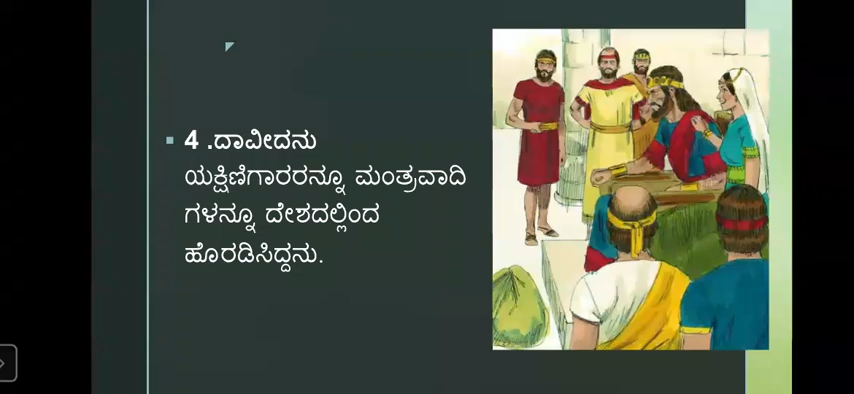 4 .ದಾವೀದನು
ಯಕ್ಷಿಣಿಗಾರರನ್ನೂ ಮಂತ್ರವಾದಿ
ಗಳನ್ನೂ ದೇಶದಲ್ಲಿಂದ
ಹೊರಡಿಸಿದ್ದನು.